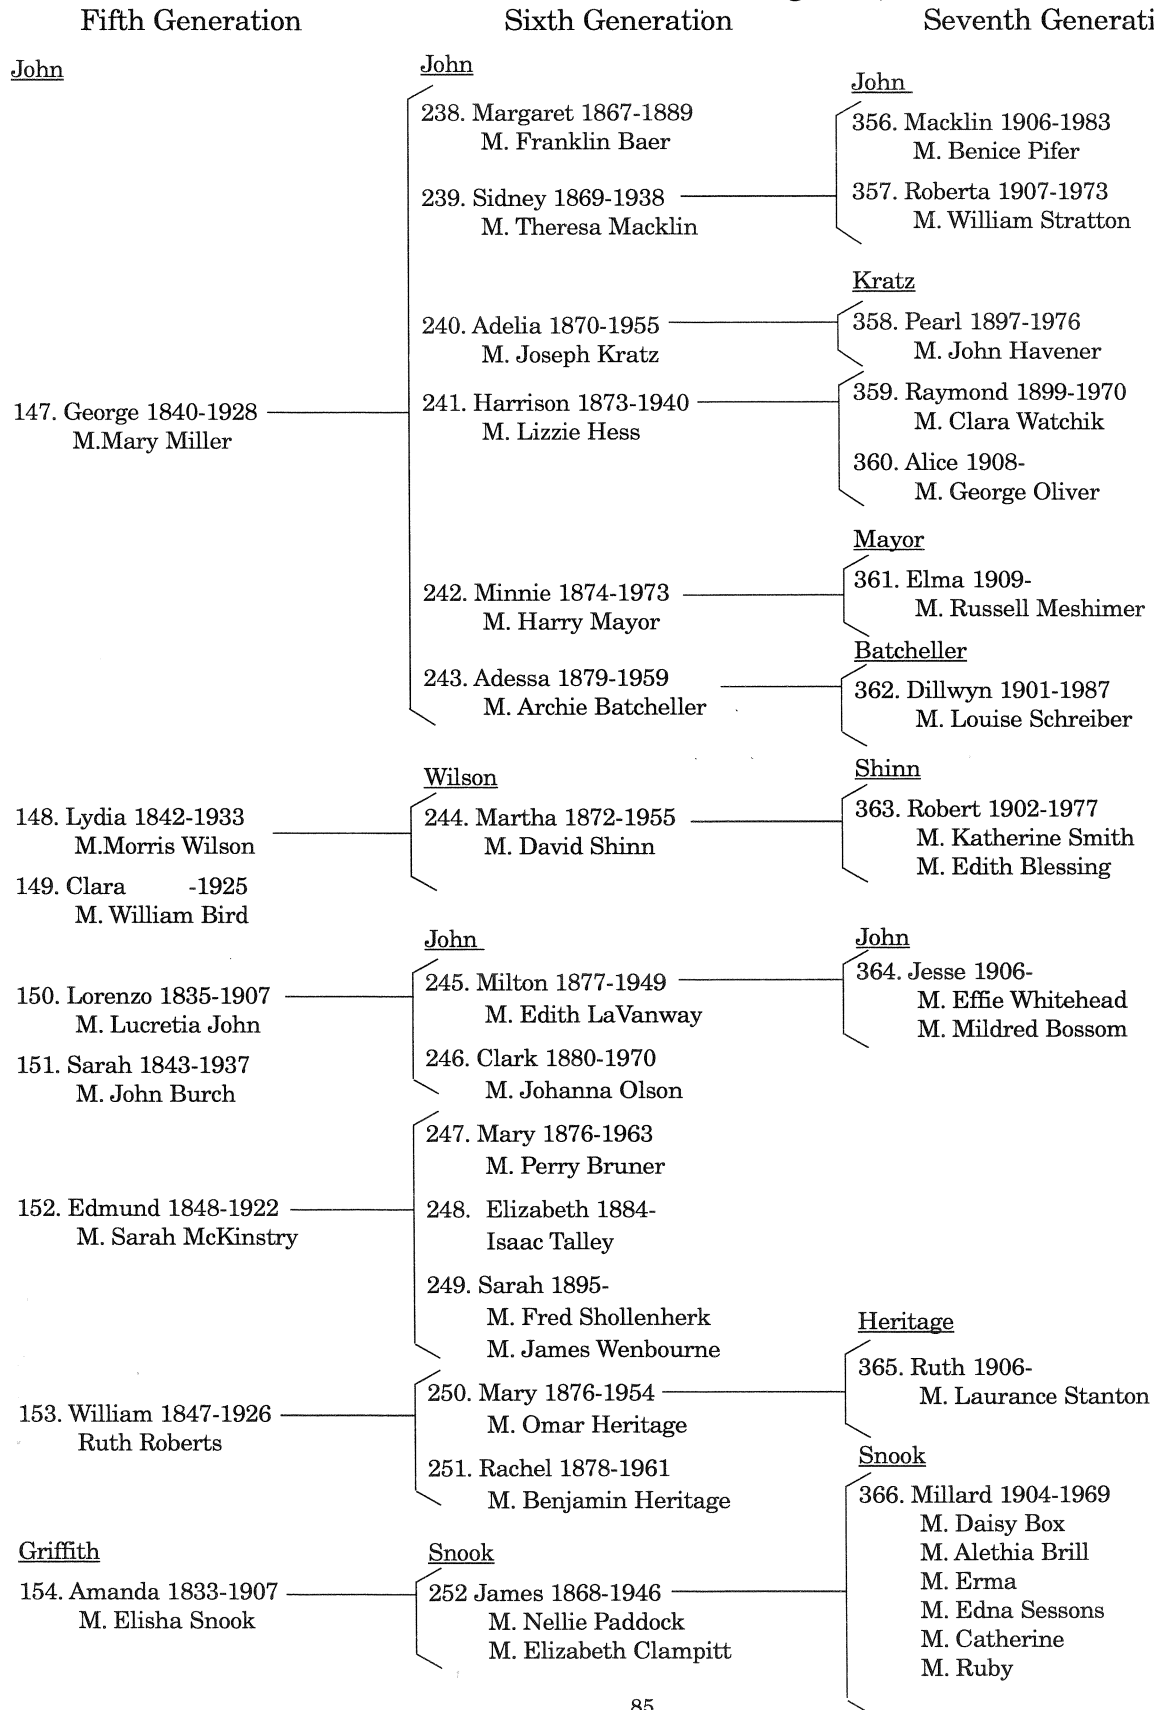 Fifth Generation
John
147. George 1840-1928
M.Mary Miller
148. Lydia 1842-1933
M.Morris Wilson
149. Clara -1925
M. William Bird
150. Lorenzo 1835-1907
M. Lucretia John
151. Sarah 1843-1937
M. John Burch
152. Edmund 1848-1922
M. Sarah McKinstry
153. William 1847-1926
Ruth Roberts
Griffith
154. Amanda 1833-1907
M. Elisha Snook
Sixth Generation
John
238. Margaret 1867-1889
M. Franklin Baer
239. Sidney 1869-1938
M. Theresa Macklin
240. Adelia 1870-1955
M. Joseph Kratz
241. Harrison 1873-1940
M. Lizzie Hess
242. Minnie 1874-1973
M. Harry Mayor
243. Adessa 1879-1959
M. Archie Batcheller
Wilson
244. Martha 1872-1955
M. David Shinn
John
245. Milton 1877-1949
M. Edith LaVanway
246. Clark 1880-1970
M. Johanna Olson
247. Mary 1876-1963
M. Perry Bruner
248. Elizabeth 1884-
Isaac Talley
249. Sarah 1895-
M. Fred Shollenherk
M. James Wenbourne
250. Mary 1876-1954
M. Omar Heritage
251. Rachel 1878-1961
M. Benjamin Heritage
Snook
252 James 1868-1946
M. Nellie Paddock
M. Elizabeth Clampitt
Seventh Generati
John
356. Macklin 1906-1983
M. Benice Pifer
357. Roberta 1907-1973
M. William Stratton
Kratz
358. Pearl 1897-1976
M. John Havener
359. Raymond 1899-1970
M. Clara Watchik
360. Alice 1908-
M. George Oliver
Mayor
361. Elma 1909-
M. Russell Meshimer
Batcheller
362. Dillwyn 1901-1987
M. Louise Schreiber
Shinn
363. Robert 1902-1977
M. Katherine Smith
M. Edith Blessing
John
364. Jesse 1906-
M. Effie Whitehead
M. Mildred Bossom
Heritage
365. Ruth 1906-
M. Laurance Stanton
Snook
366. Millard 1904-1969
M. Daisy Box
M. Alethia Brill
M. Erma
M. Edna Sessons
M. Catherine
M. Ruby
85